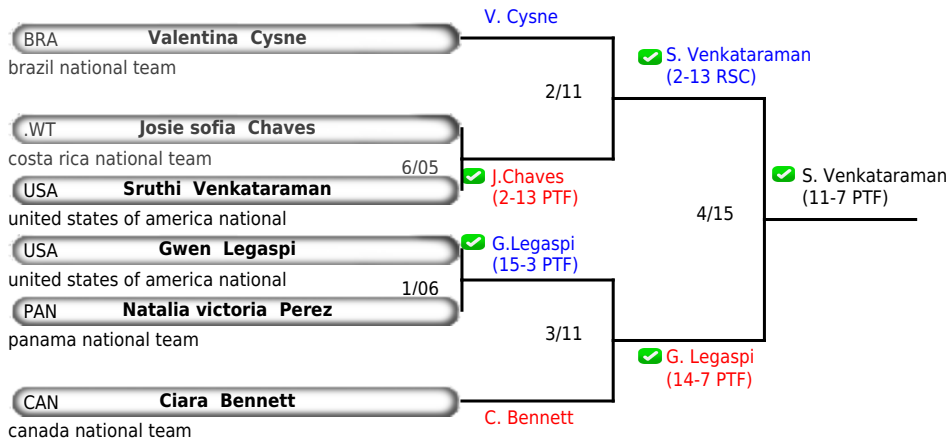 V. Cysne
BRA Valentina Cysne
brazil national team
S. Venkataraman
(2-13 RSC)
2/11
.WT Josie sofia Chaves
costa rica national team
6/05
J.Chaves
(2-13 PTF)
USA Sruthi Venkataraman
united states of america national
S. Venkataraman
(11-7 PTF)
4/15
USA Gwen Legaspi
united states of america national
G.Legaspi
(15-3 PTF)
1/06
PAN Natalia victoria Perez
panama national team
3/11
G. Legaspi
(14-7 PTF)
CAN Ciara Bennett
canada national team
C. Bennett